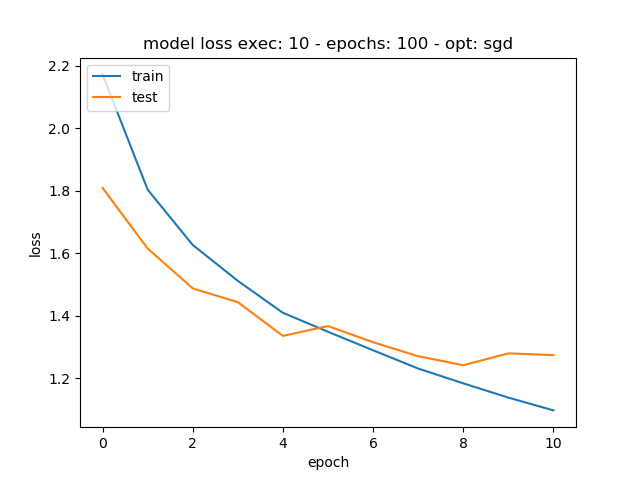 model loss exec: 10 - epochs: 100 - opt: sgd
train
test
2.2
2.0
1.8
1.6
1.4
1.2
loss
0 2 4 6 8 10
epoch